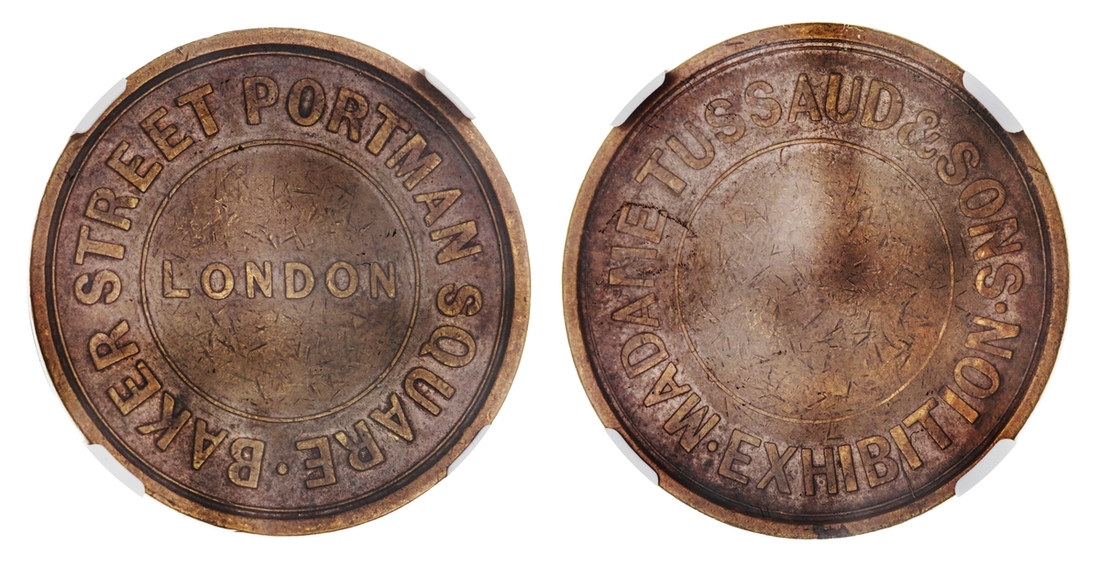 BAKER STREET PORTMAN SQUARE ·
LONDON
MADAME TUSSAUD & SONS ·
EXHIBITION ·